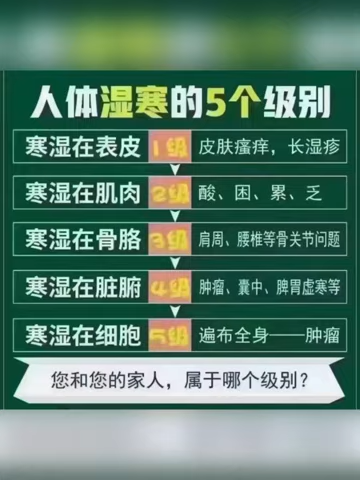 人体湿寒的5个级别
寒湿在表皮 1级 皮肤瘙痒，长湿疹
寒湿在肌肉 2级 酸、困、累、乏
寒湿在骨胳 3级 肩周、腰椎等骨关节问题
寒湿在脏腑 4级 肿瘤、囊中、脾胃虚寒等
寒湿在细胞 5级 遍布全身——肿瘤
您和您的家人，属于哪个级别？